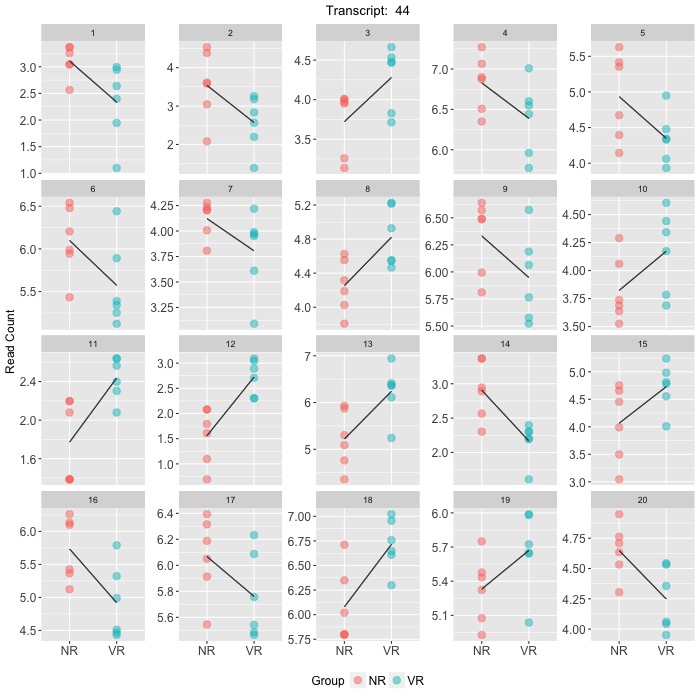 Transcript: 44
1 2 3 4 5
3.0 4 4.5 7.0 5.5
2.5 3 4.0 6.5 5.0
2.0 2 3.5 6.0 4.5
1.5 4.0
1.0
6 7 8 9 10
6.5 4.25 5.2 6.50 4.50
6.0 4.00 4.8 6.25 4.25
5.5 3.75 4.4 6.00 4.00
3.50 4.0 5.75 3.75
3.25 5.50 3.50
Read Count
11 12 13 14 15
2.4 3.0 7 3.0 5.0
2.0 2.5 6 2.5 4.5
1.6 2.0 5 2.0 4.0
1.5 3.5
1.0 3.0
16 17 18 19 20
6.0 6.4 7.00 6.0 4.75
5.5 6.2 6.75 5.7 4.50
5.0 6.0 6.50 5.4 4.25
4.5 5.8 6.25 5.1 4.00
5.6 6.00
5.75
NR VR NR VR NR VR NR VR NR VR
Group NR VR